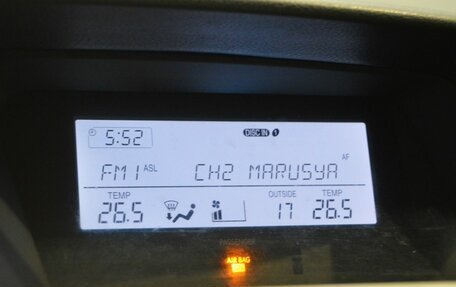 5:52 DISC IN 1
AF
FM1 ASL CH2 MARUSYA
TEMP OUTSIDE TEMP
26.5 17 26.5
AIR BAG